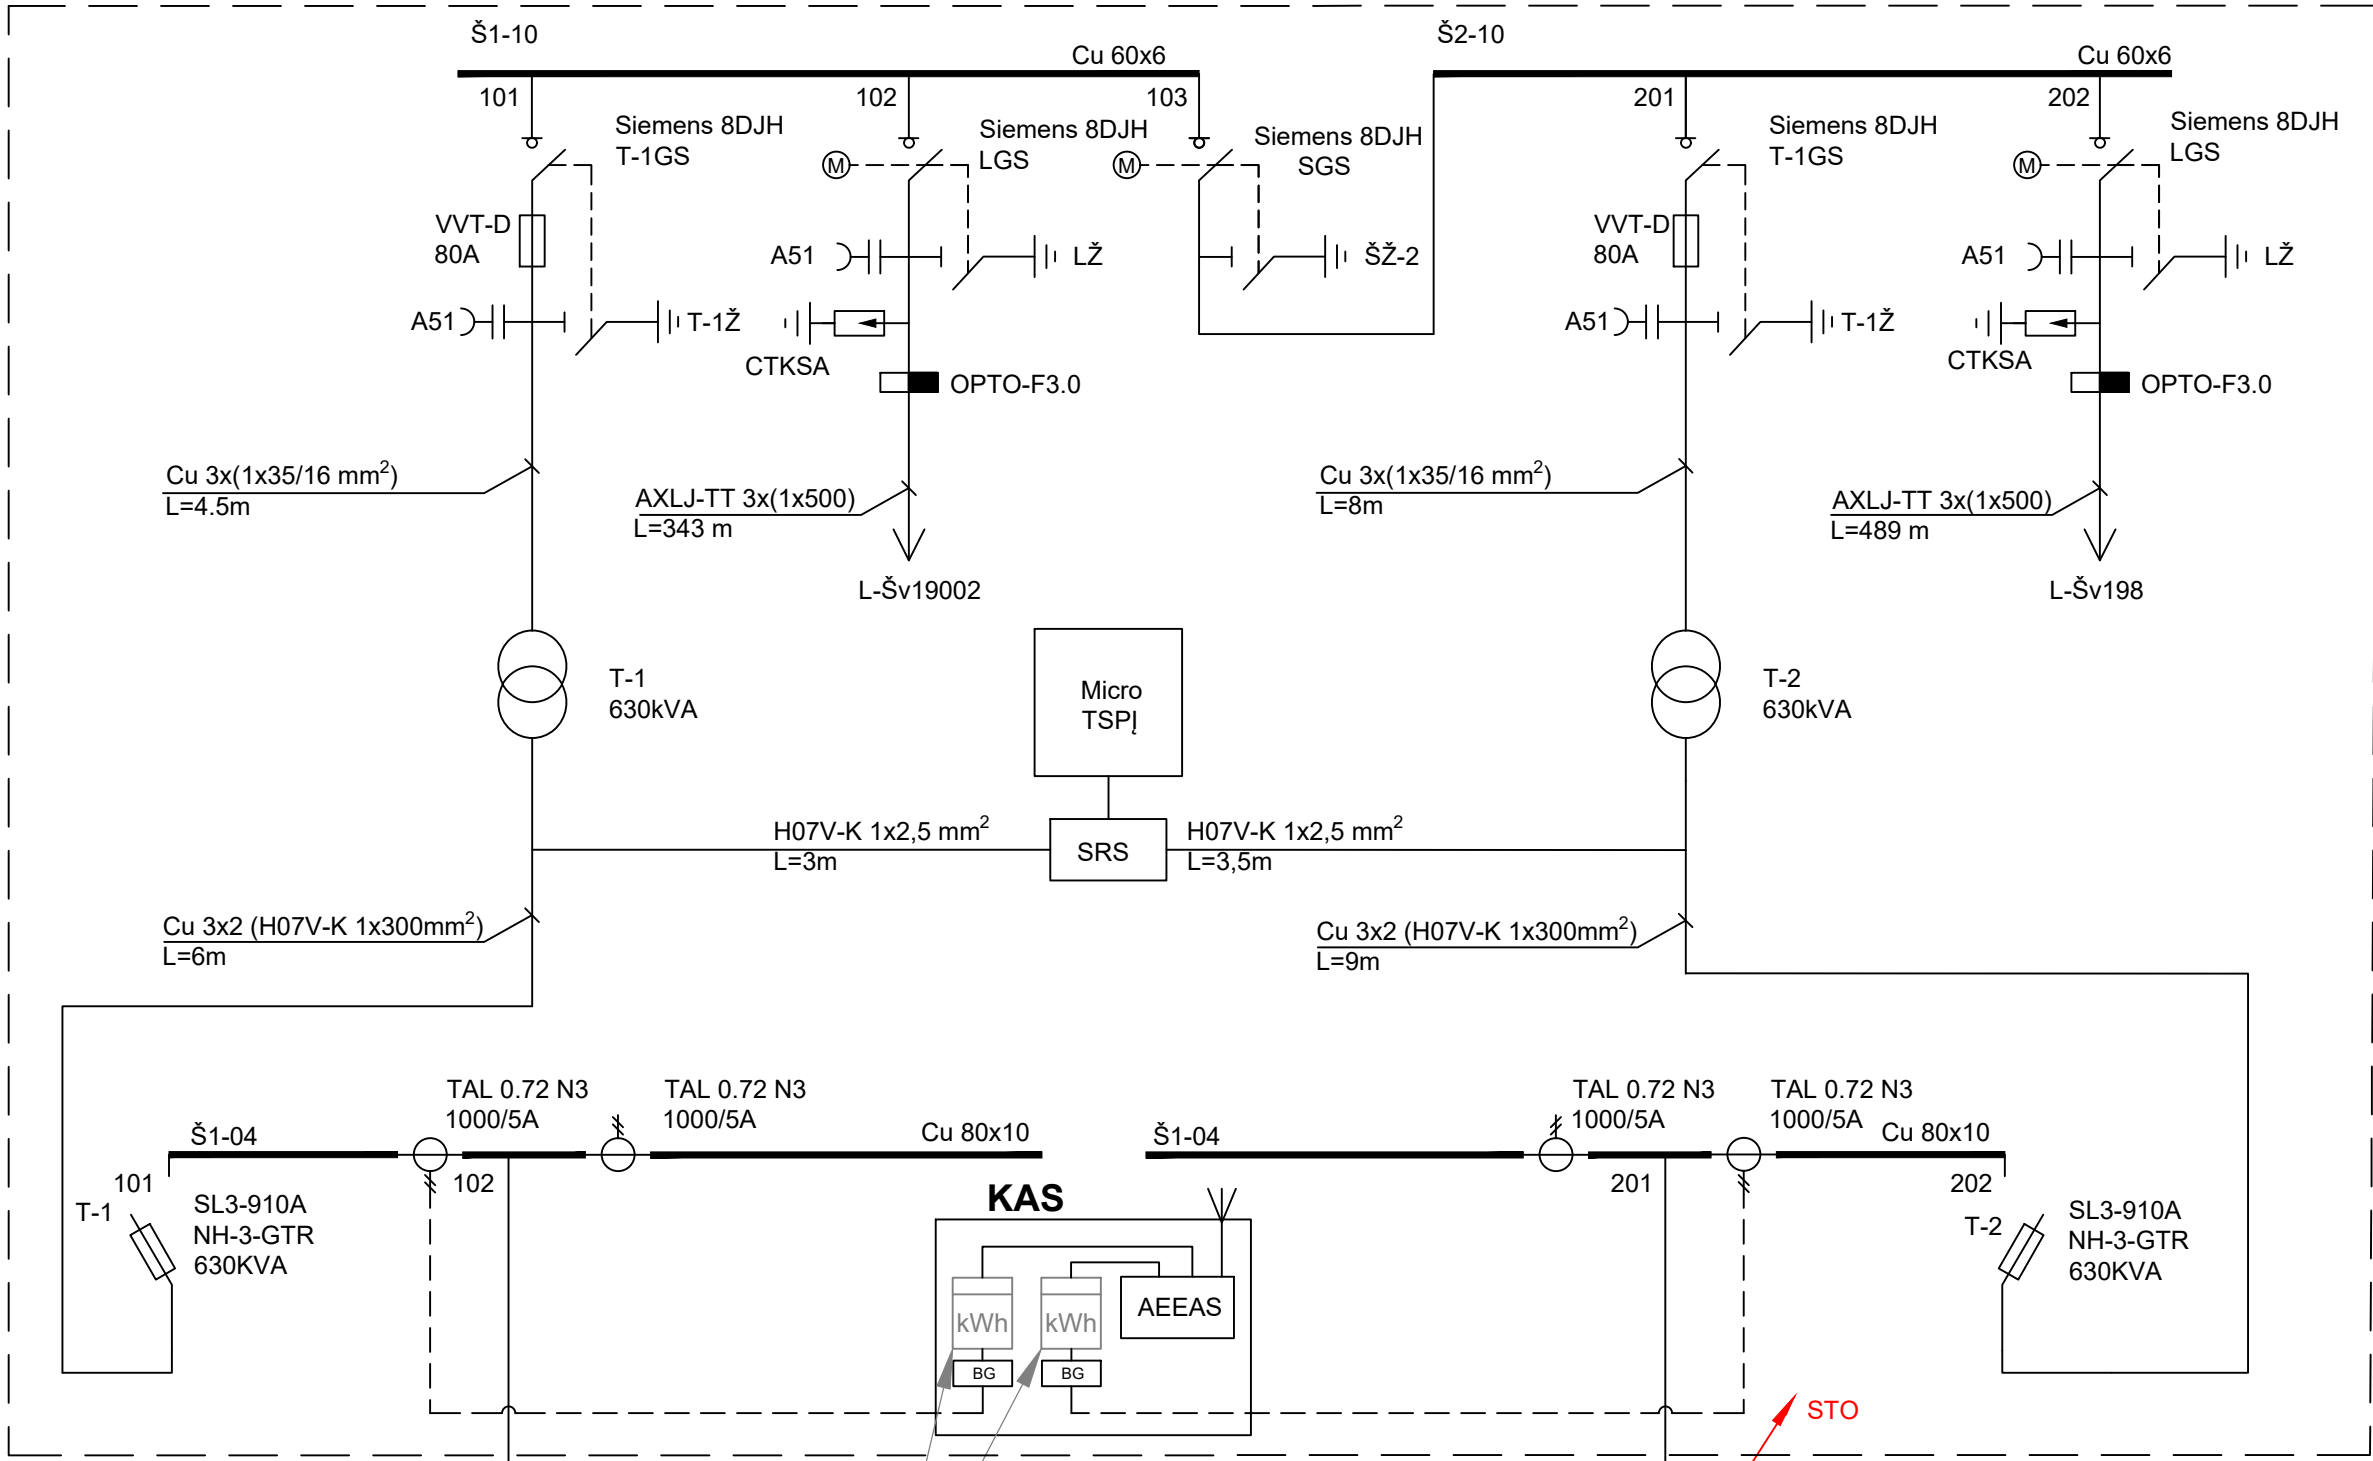 Š1-10
Cu 60x6
Š2-10
Cu 60x6
101
102
103
201
202
Siemens 8DJH
T-1GS
Siemens 8DJH
LGS
Siemens 8DJH
SGS
Siemens 8DJH
T-1GS
Siemens 8DJH
LGS
M
M
M
VVT-D
80A
A51
LŽ
ŠŽ-2
VVT-D
80A
A51
LŽ
A51
T-1Ž
CTKSA
OPTO-F3.0
A51
T-1Ž
CTKSA
OPTO-F3.0
Cu 3x(1x35/16 mm²)
L=4.5m
AXLJ-TT 3x(1x500)
L=343 m
Cu 3x(1x35/16 mm²)
L=8m
AXLJ-TT 3x(1x500)
L=489 m
L-Šv19002
L-Šv198
T-1
630kVA
Micro
TSPĮ
T-2
630kVA
H07V-K 1x2,5 mm²
L=3m
SRS
H07V-K 1x2,5 mm²
L=3,5m
Cu 3x2 (H07V-K 1x300mm²)
L=6m
Cu 3x2 (H07V-K 1x300mm²)
L=9m
TAL 0.72 N3
1000/5A
TAL 0.72 N3
1000/5A
TAL 0.72 N3
1000/5A
TAL 0.72 N3
1000/5A
Š1-04
Cu 80x10
Š1-04
Cu 80x10
101
102
201
202
T-1
SL3-910A
NH-3-GTR
630KVA
KAS
T-2
SL3-910A
NH-3-GTR
630KVA
kWh
kWh
AEEAS
BG
BG
STO